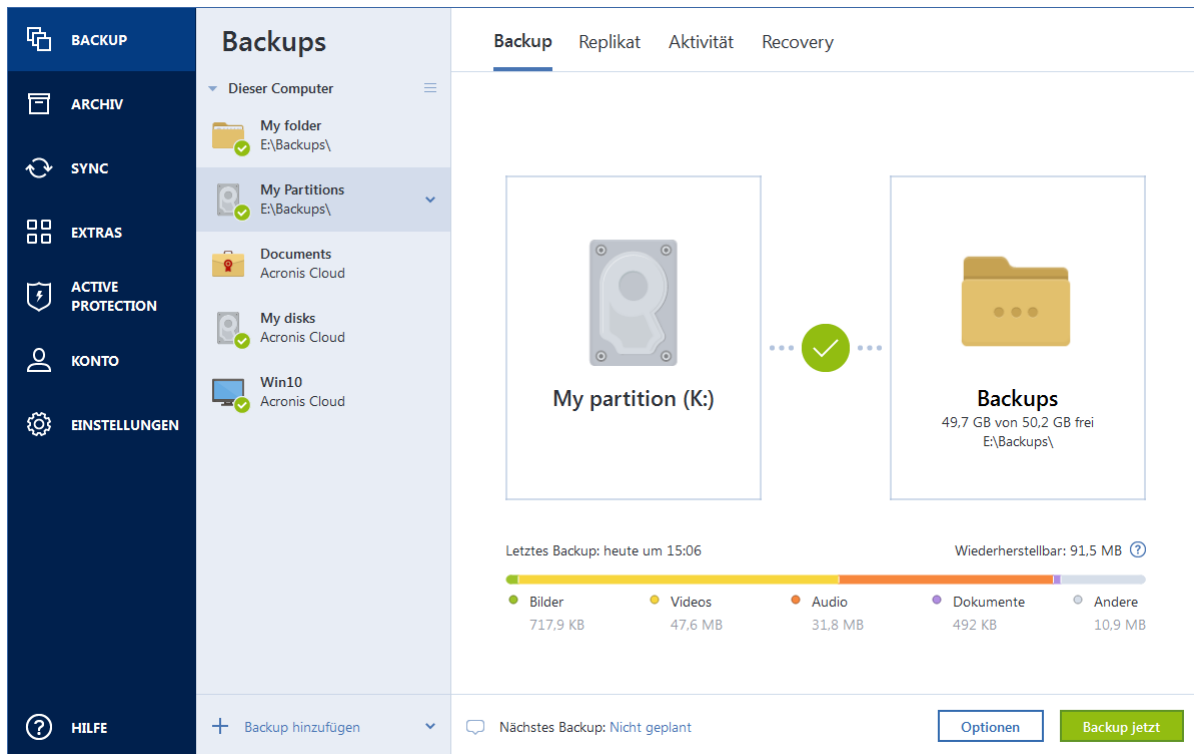 BACKUP
ARCHIV
SYNC
EXTRAS
ACTIVE
PROTECTION
KONTO
EINSTELLUNGEN
HILFE
Backups
Dieser Computer
My folder
E:\Backups\
My Partitions
E:\Backups\
Documents
Acronis Cloud
My disks
Acronis Cloud
Win10
Acronis Cloud
Backup hinzufügen
Backup Replikat Aktivität Recovery
My partition (K:)
Backups
49,7 GB von 50,2 GB frei
E:\Backups\
Letztes Backup: heute um 15:06 Wiederherstellbar: 91,5 MB ?
Bilder Videos Audio Dokumente Andere
717,9 KB 47,6 MB 31,8 MB 492 KB 10,9 MB
Nächstes Backup: Nicht geplant Optionen Backup jetzt